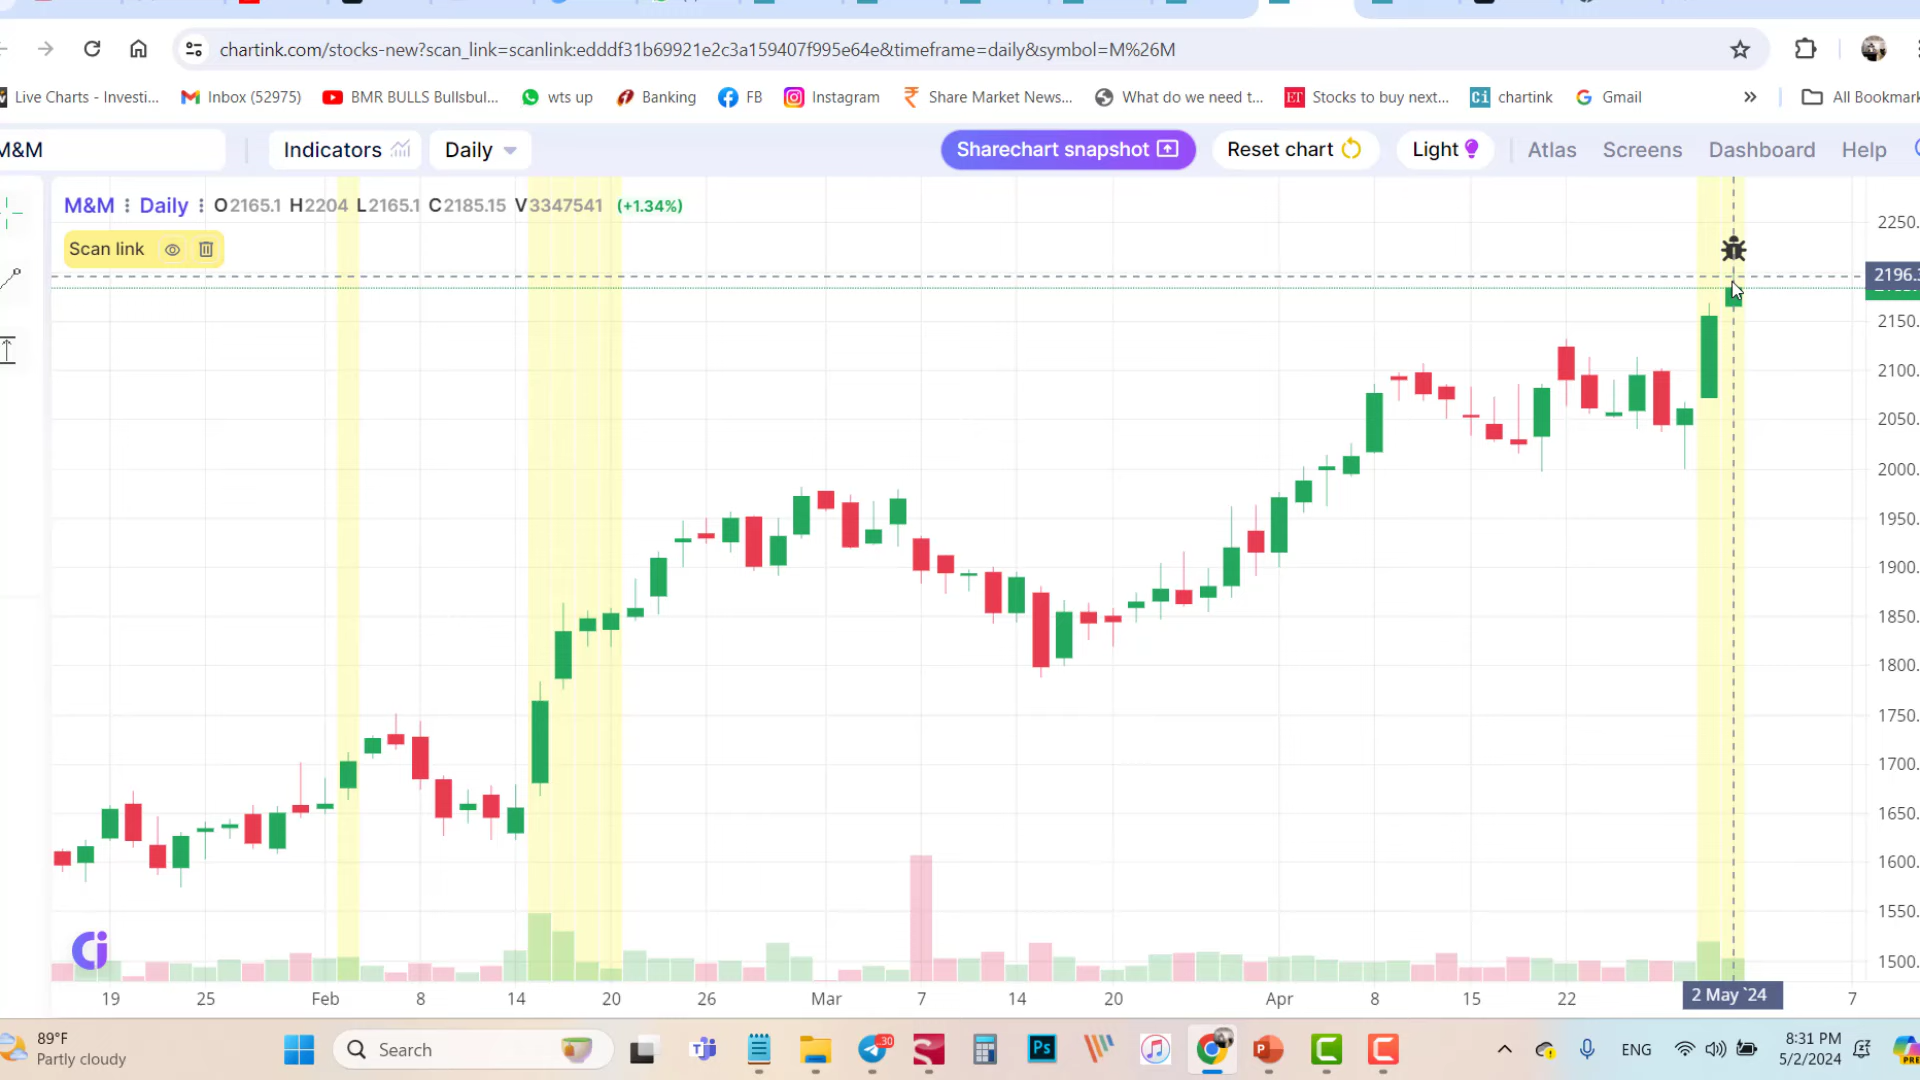 chartink.com/stocks-new?scan_link=scanlink:edddf31b69921e2c3a159407f995e64e&timeframe=daily&symbol=M%26M
Live Charts - Investi... Inbox (52975) BMR BULLS Bullsbul... wts up Banking FB Instagram Share Market News... What do we need t... ET Stocks to buy next... Ci chartink Gmail » All Bookmark
M&M Indicators Daily Sharechart snapshot Reset chart Light Atlas Screens Dashboard Help
M&M Daily O2165.1 H2204 L2165.1 C2185.15 V3347541 (+1.34%)
Scan link
2250.
2196.
2150.
2100.
2050.
2000.
1950.
1900.
1850.
1800.
1750.
1700.
1650.
1600.
1550.
1500.
19 25 Feb 8 14 20 26 Mar 7 14 20 Apr 8 15 22 2 May `24 7
89°F
Partly cloudy
Search
30
Ps
ENG
8:31 PM
5/2/2024
PRE